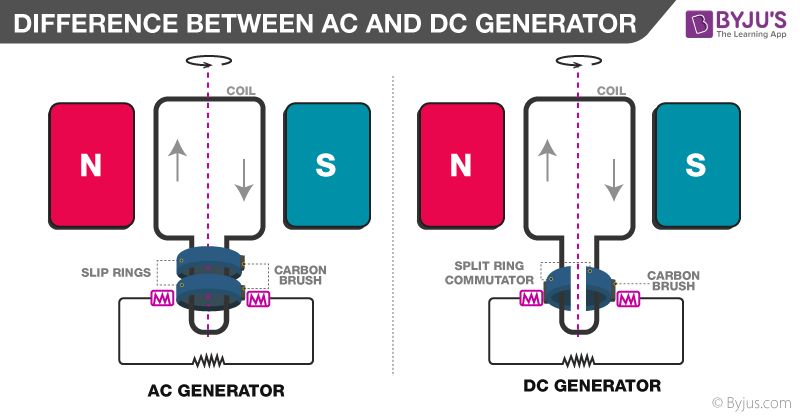 DIFFERENCE BETWEEN AC AND DC GENERATOR
BYJU'S
The Learning App
COIL
N
S
SLIP RINGS
CARBON
BRUSH
AC GENERATOR
COIL
N
S
SPLIT RING
COMMUTATOR
CARBON
BRUSH
DC GENERATOR
© Byjus.com